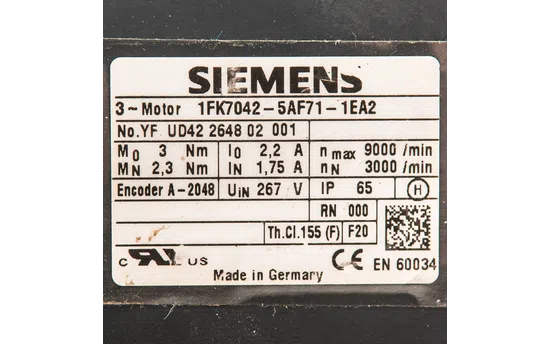 SIEMENS
3~Motor 1FK7042-5AF71-1EA2
No.YF UD42 2648 02 001
M0 3 Nm I0 2,2 A n max 9000 /min
MN 2,3 Nm IN 1,75 A nN 3000 /min
Encoder A-2048 UIN 267 V IP 65 H
RN 000
Th.Cl.155 (F) F20
c RU US CE EN 60034
Made in Germany